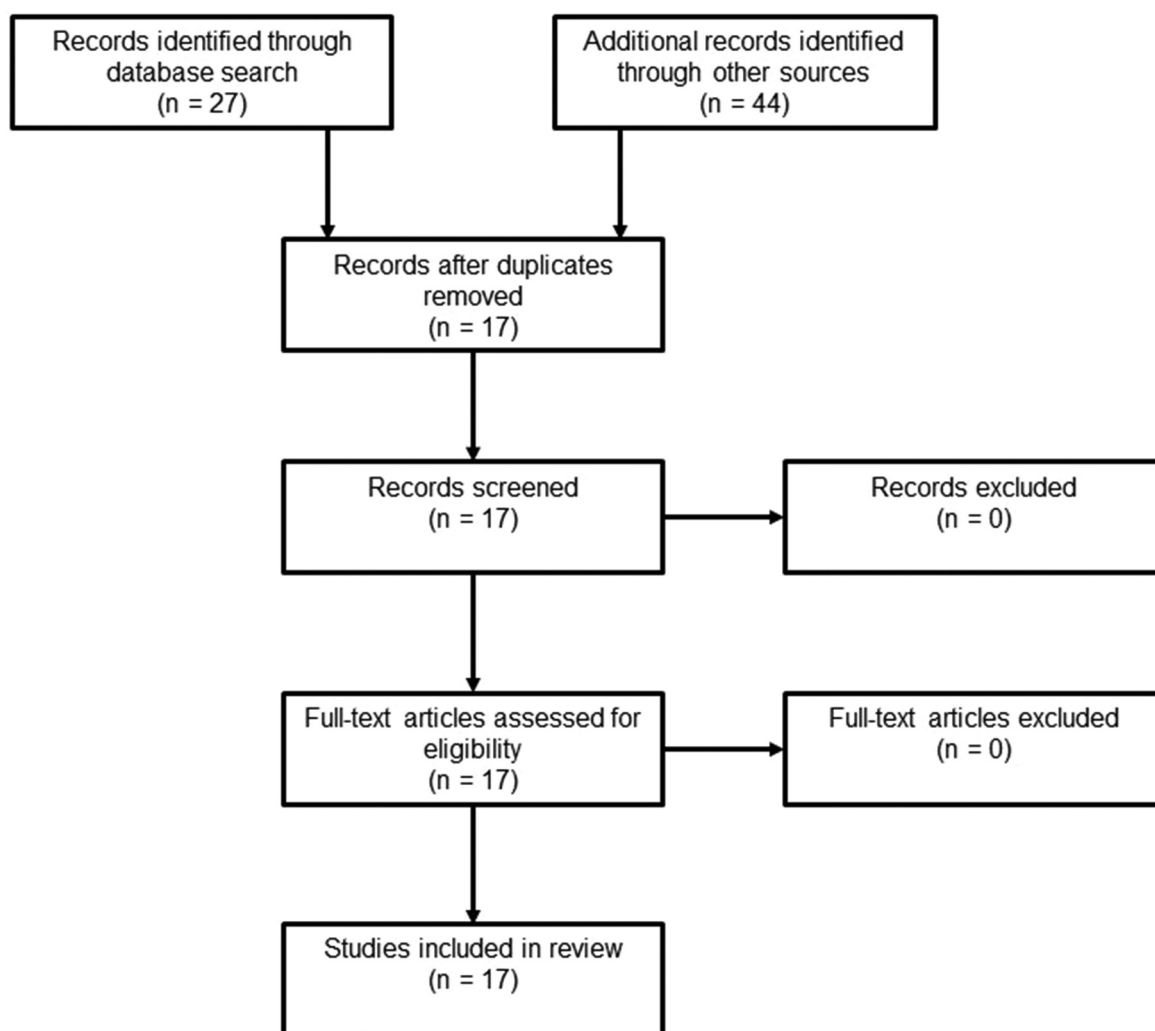 Records identified through
database search
(n = 27)
Additional records identified
through other sources
(n = 44)
Records after duplicates
removed
(n = 17)
Records screened
(n = 17)
Records excluded
(n = 0)
Full-text articles assessed for
eligibility
(n = 17)
Full-text articles excluded
(n = 0)
Studies included in review
(n = 17)